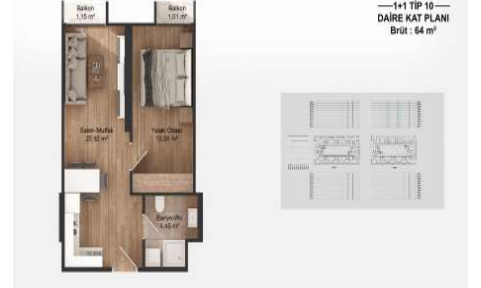 Balkon
1,15 m²
Balkon
1,01 m²
1+1 TİP 10
DAİRE KAT PLANI
Brüt : 64 m²
Salon-Mutfak
20,92 m²
Yatak Odası
13,06 m²
Banyo-Wc
4,45 m²